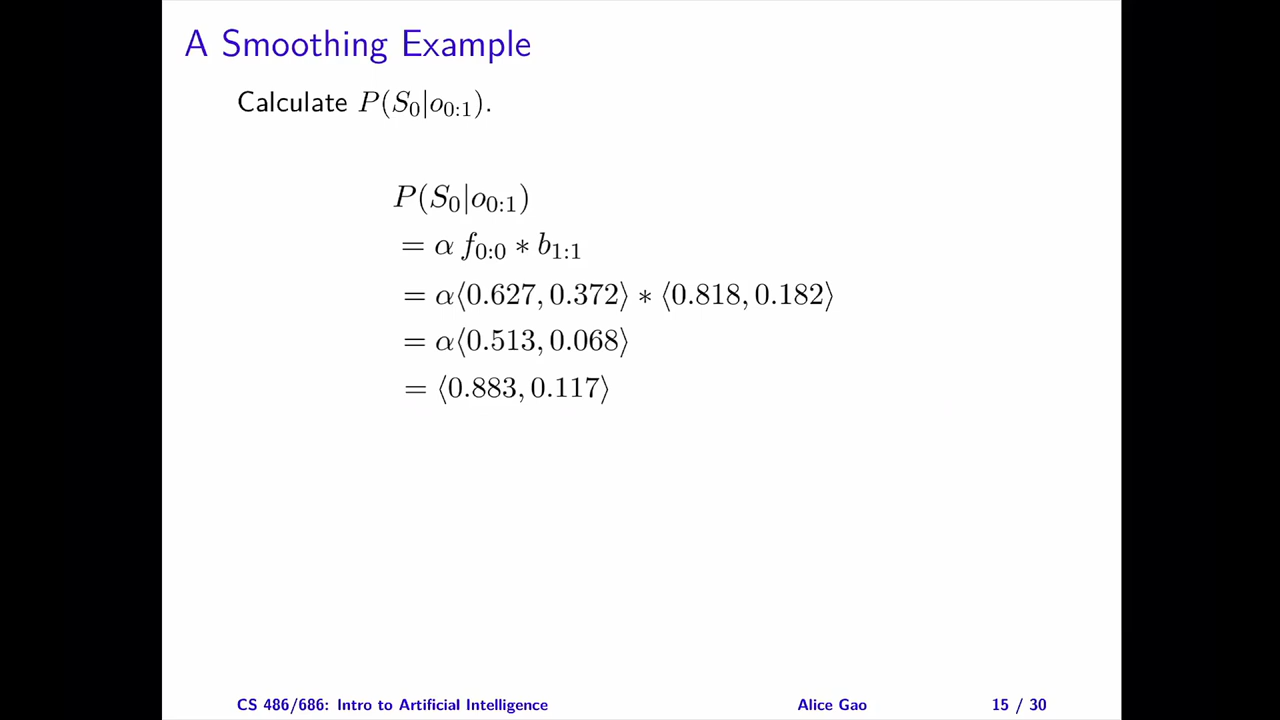 A Smoothing Example
Calculate P(S₀|o₀:₁).
P(S₀|o₀:₁)
= α f₀:₀ ∗ b₁:₁
= α⟨0.627, 0.372⟩ ∗ ⟨0.818, 0.182⟩
= α⟨0.513, 0.068⟩
= ⟨0.883, 0.117⟩
CS 486/686: Intro to Artificial Intelligence Alice Gao 15 / 30